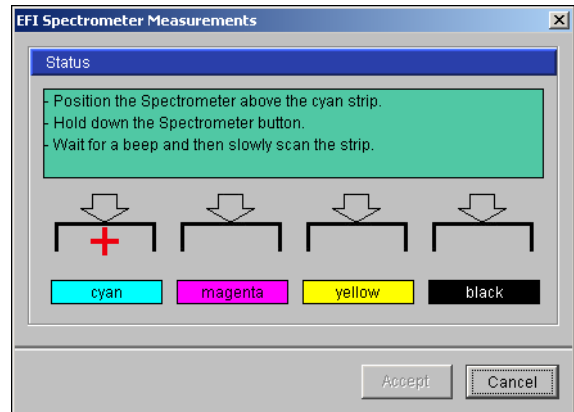 EFI Spectrometer Measurements
Status
- Position the Spectrometer above the cyan strip.
- Hold down the Spectrometer button.
- Wait for a beep and then slowly scan the strip.
cyan magenta yellow black
Accept Cancel